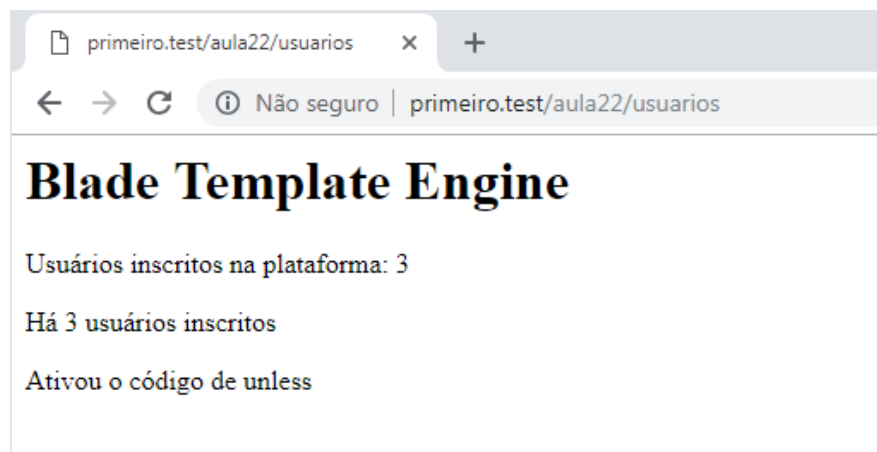 primeiro.test/aula22/usuarios
Não seguro | primeiro.test/aula22/usuarios
Blade Template Engine
Usuários inscritos na plataforma: 3
Há 3 usuários inscritos
Ativou o código de unless